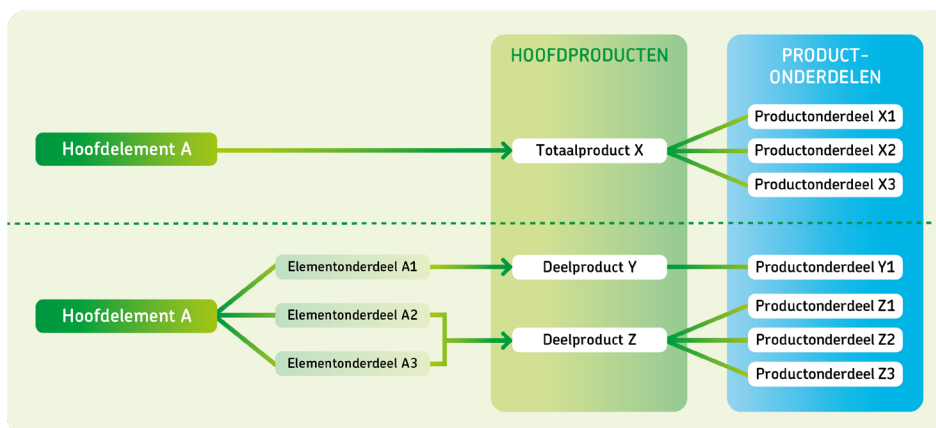 HOOFDPRODUCTEN
PRODUCT-
ONDERDELEN
Hoofdelement A
Totaalproduct X
Productonderdeel X1
Productonderdeel X2
Productonderdeel X3
Hoofdelement A
Elementonderdeel A1
Elementonderdeel A2
Elementonderdeel A3
Deelproduct Y
Deelproduct Z
Productonderdeel Y1
Productonderdeel Z1
Productonderdeel Z2
Productonderdeel Z3